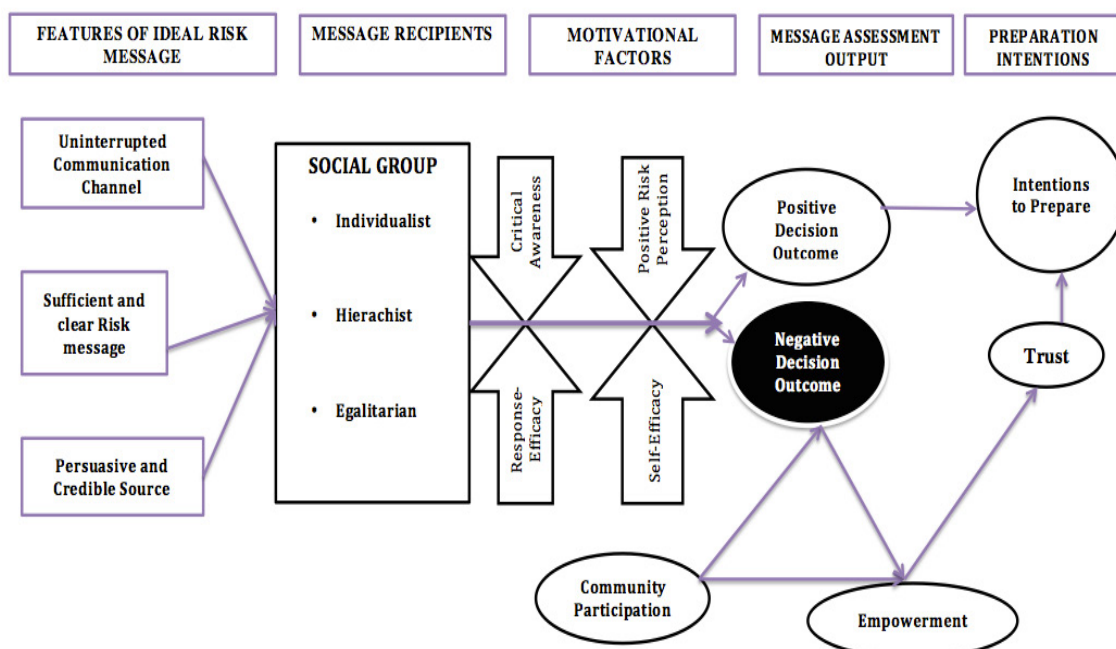 FEATURES OF IDEAL RISK
MESSAGE
MESSAGE RECIPIENTS
MOTIVATIONAL
FACTORS
MESSAGE ASSESSMENT
OUTPUT
PREPARATION
INTENTIONS
Uninterrupted
Communication
Channel
Sufficient and
clear Risk
message
Persuasive and
Credible Source
SOCIAL GROUP
• Individualist
• Hierachist
• Egalitarian
Critical
Awareness
Positive Risk
Perception
Response-
Efficacy
Self-Efficacy
Positive
Decision
Outcome
Negative
Decision
Outcome
Intentions
to Prepare
Trust
Community
Participation
Empowerment